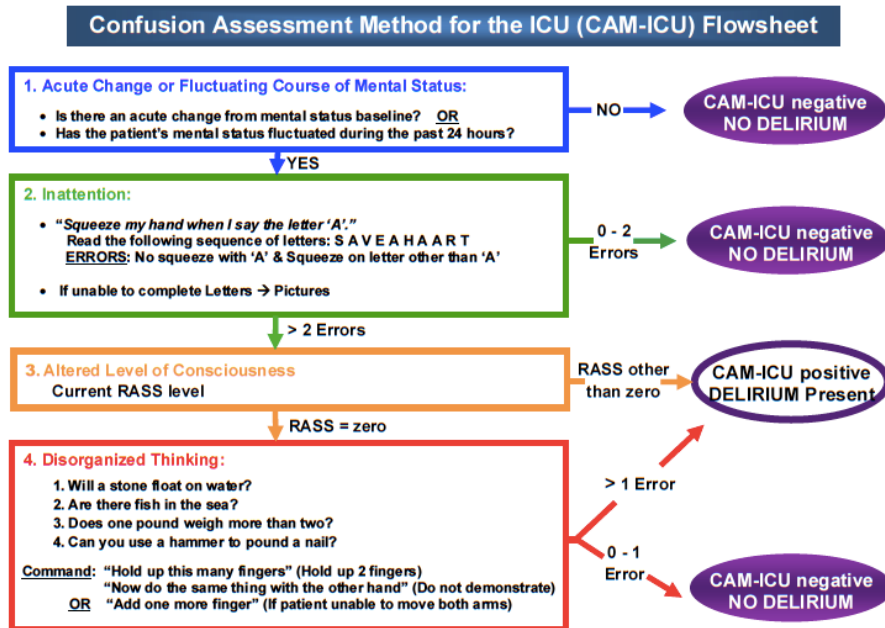 Confusion Assessment Method for the ICU (CAM-ICU) Flowsheet
1. Acute Change or Fluctuating Course of Mental Status:
• Is there an acute change from mental status baseline? OR
• Has the patient's mental status fluctuated during the past 24 hours?
NO
CAM-ICU negative
NO DELIRIUM
YES
2. Inattention:
• “Squeeze my hand when I say the letter ‘A’.”
Read the following sequence of letters: S A V E A H A A R T
ERRORS: No squeeze with ‘A’ & Squeeze on letter other than ‘A’
• If unable to complete Letters → Pictures
0 - 2
Errors
CAM-ICU negative
NO DELIRIUM
> 2 Errors
3. Altered Level of Consciousness
Current RASS level
RASS other
than zero
CAM-ICU positive
DELIRIUM Present
RASS = zero
4. Disorganized Thinking:
1. Will a stone float on water?
2. Are there fish in the sea?
3. Does one pound weigh more than two?
4. Can you use a hammer to pound a nail?
Command: “Hold up this many fingers” (Hold up 2 fingers)
“Now do the same thing with the other hand” (Do not demonstrate)
OR “Add one more finger” (If patient unable to move both arms)
> 1 Error
0 - 1
Error
CAM-ICU negative
NO DELIRIUM